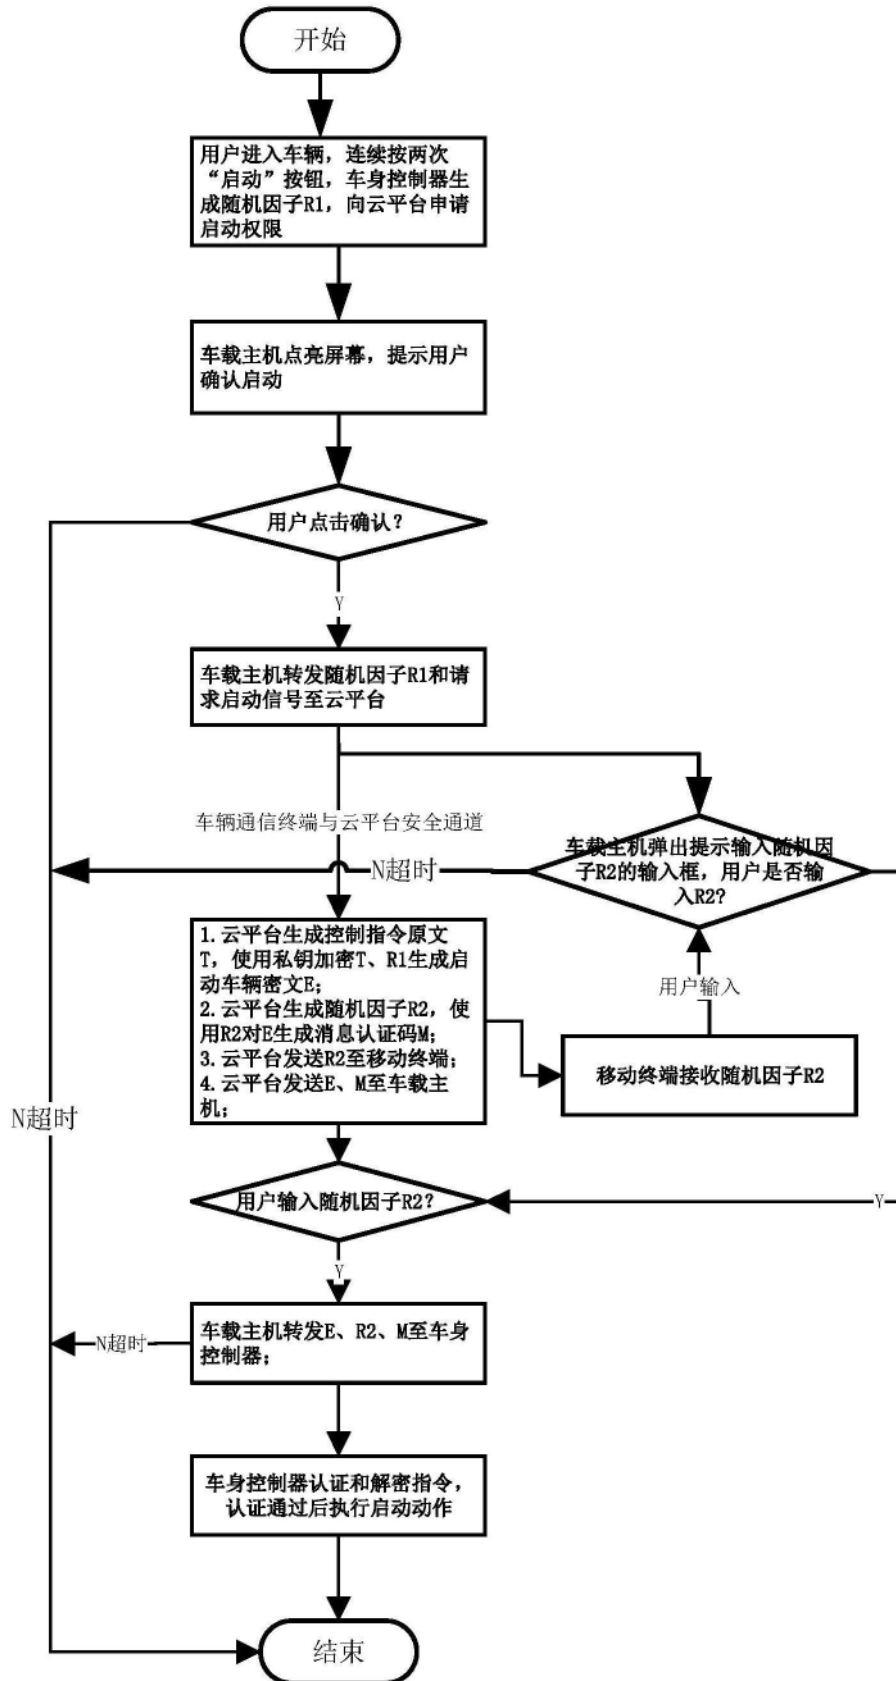 开始
用户进入车辆，连续按两次
“启动”按钮，车身控制器生
成随机因子R1，向云平台申请
启动权限
车载主机点亮屏幕，提示用户
确认启动
用户点击确认？
Y
车载主机转发随机因子R1和请
求启动信号至云平台
车辆通信终端与云平台安全通道
车载主机弹出提示输入随机因
子R2的输入框，用户是否输
入R2？
N超时
1.云平台生成控制指令原文
T，使用私钥加密T、R1生成启
动车辆密文E；
2.云平台生成随机因子R2，使
用R2对E生成消息认证码M；
3.云平台发送R2至移动终端；
4.云平台发送E、M至车载主
机；
用户输入
移动终端接收随机因子R2
N超时
用户输入随机因子R2？
Y
Y
车载主机转发E、R2、M至车身
控制器；
N超时
车身控制器认证和解密指令，
认证通过后执行启动动作
结束